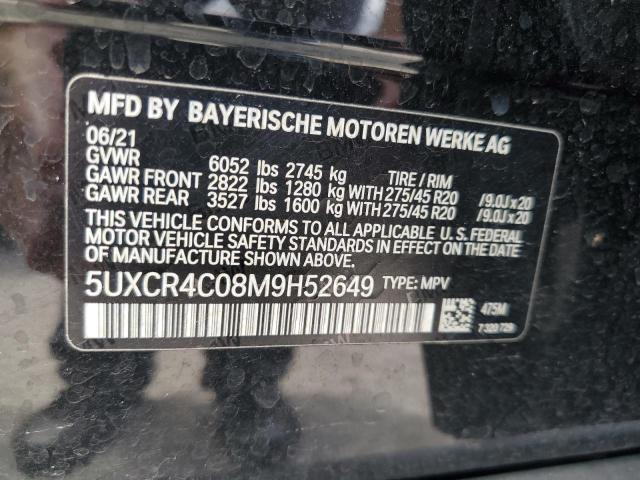 MFD BY BAYERISCHE MOTOREN WERKE AG
06/21
GVWR 6052 lbs 2745 kg TIRE / RIM
GAWR FRONT 2822 lbs 1280 kg WITH 275/45 R20 /9.0J x 20
GAWR REAR 3527 lbs 1600 kg WITH 275/45 R20 /9.0J x 20
THIS VEHICLE CONFORMS TO ALL APPLICABLE U.S. FEDERAL
MOTOR VEHICLE SAFETY STANDARDS IN EFFECT ON THE DATE
OF MANUFACTURE SHOWN ABOVE.
5UXCR4C08M9H52649 TYPE: MPV
475M
7 320 729